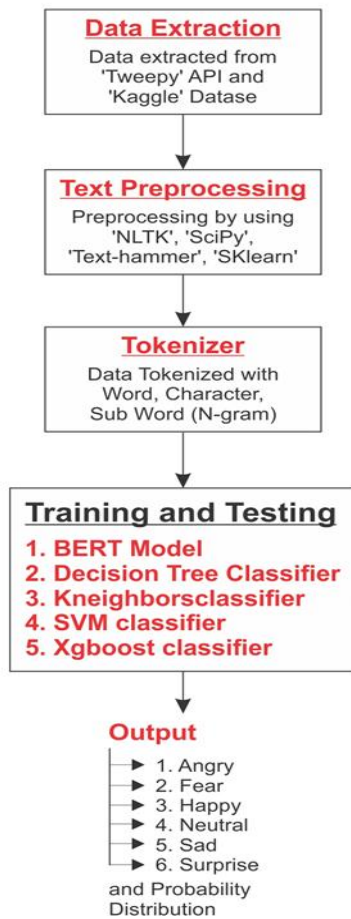 Data Extraction
Data extracted from
'Tweepy' API and
'Kaggle' Datase
Text Preprocessing
Preprocessing by using
'NLTK', 'SciPy',
'Text-hammer', 'SKlearn'
Tokenizer
Data Tokenized with
Word, Character,
Sub Word (N-gram)
Training and Testing
1. BERT Model
2. Decision Tree Classifier
3. Kneighborsclassifier
4. SVM classifier
5. Xgboost classifier
Output
1. Angry
2. Fear
3. Happy
4. Neutral
5. Sad
6. Surprise
and Probability
Distribution